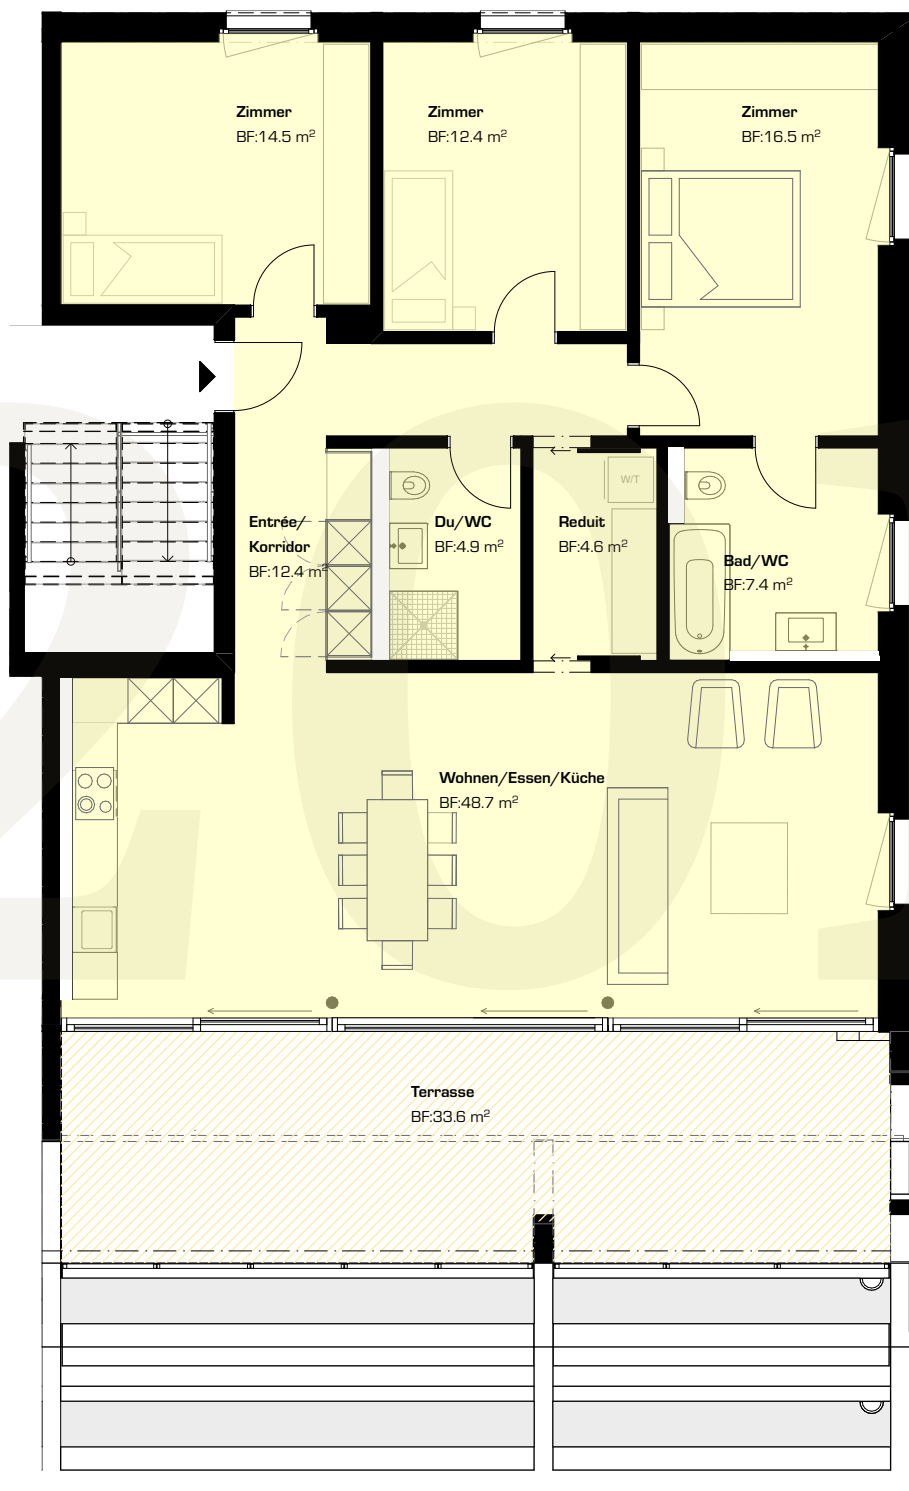 Zimmer
BF:14.5 m²
Zimmer
BF:12.4 m²
Zimmer
BF:16.5 m²
Entrée/
Korridor
BF:12.4 m²
Du/WC
BF:4.9 m²
Reduit
BF:4.6 m²
W/T
Bad/WC
BF:7.4 m²
Wohnen/Essen/Küche
BF:48.7 m²
Terrasse
BF:33.6 m²